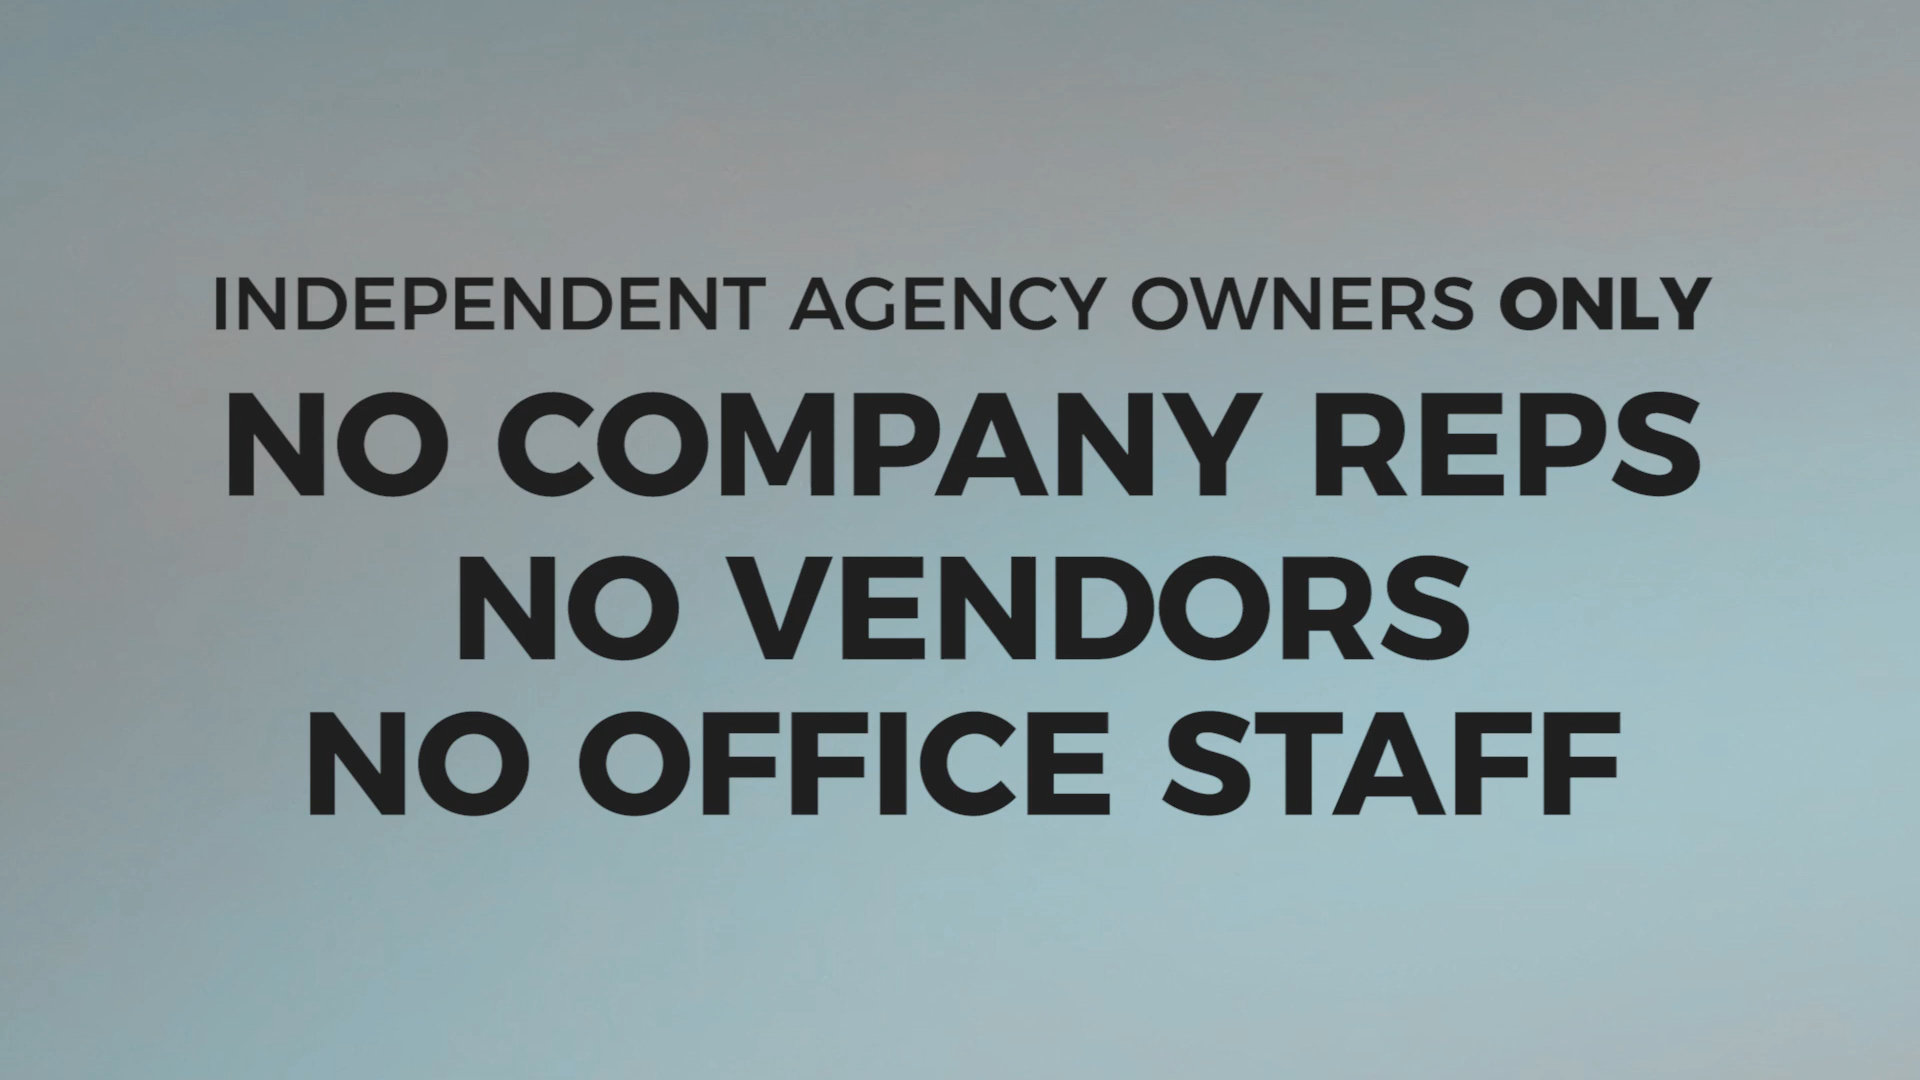 INDEPENDENT AGENCY OWNERS ONLY
NO COMPANY REPS
NO VENDORS
NO OFFICE STAFF